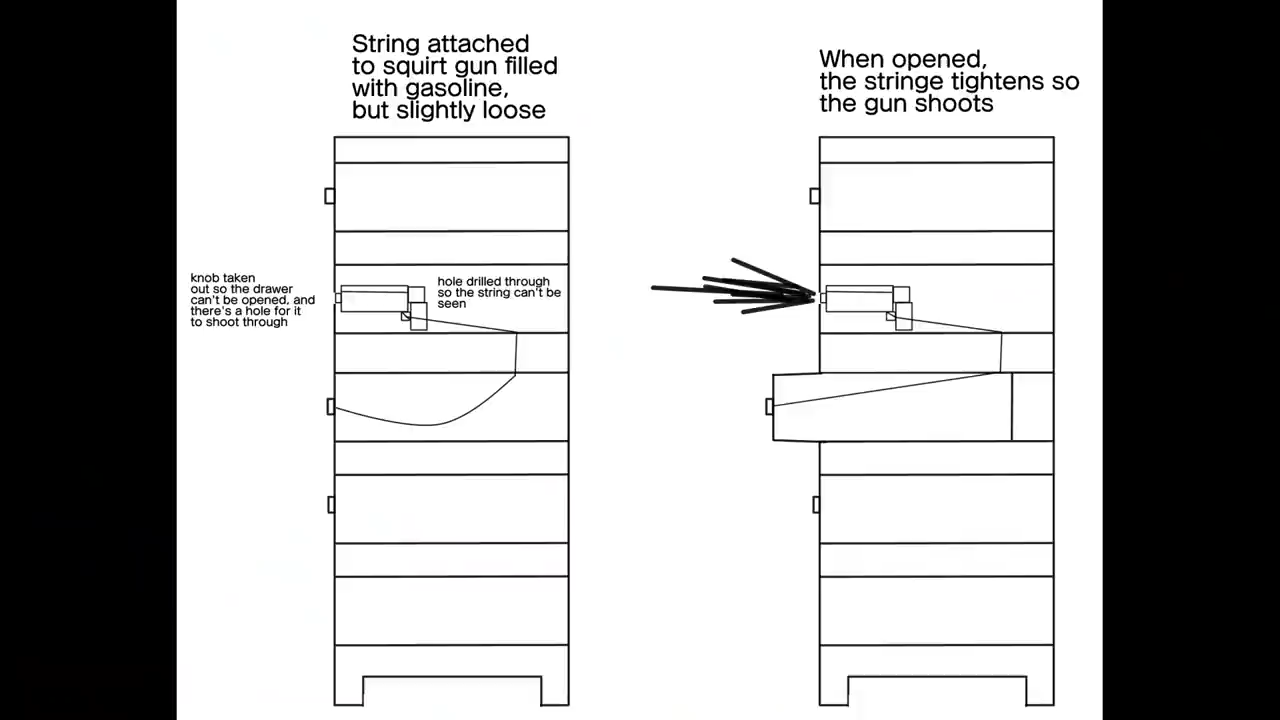 String attached
to squirt gun filled
with gasoline,
but slightly loose
When opened,
the stringe tightens so
the gun shoots
knob taken
out so the drawer
can't be opened, and
there's a hole for it
to shoot through
hole drilled through
so the string can't be
seen